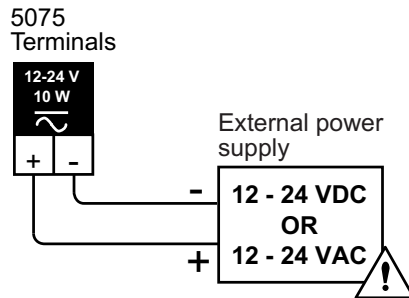 5075
Terminals
12-24 V
10 W
+ -
External power
supply
-
12 - 24 VDC
OR
+
12 - 24 VAC
!